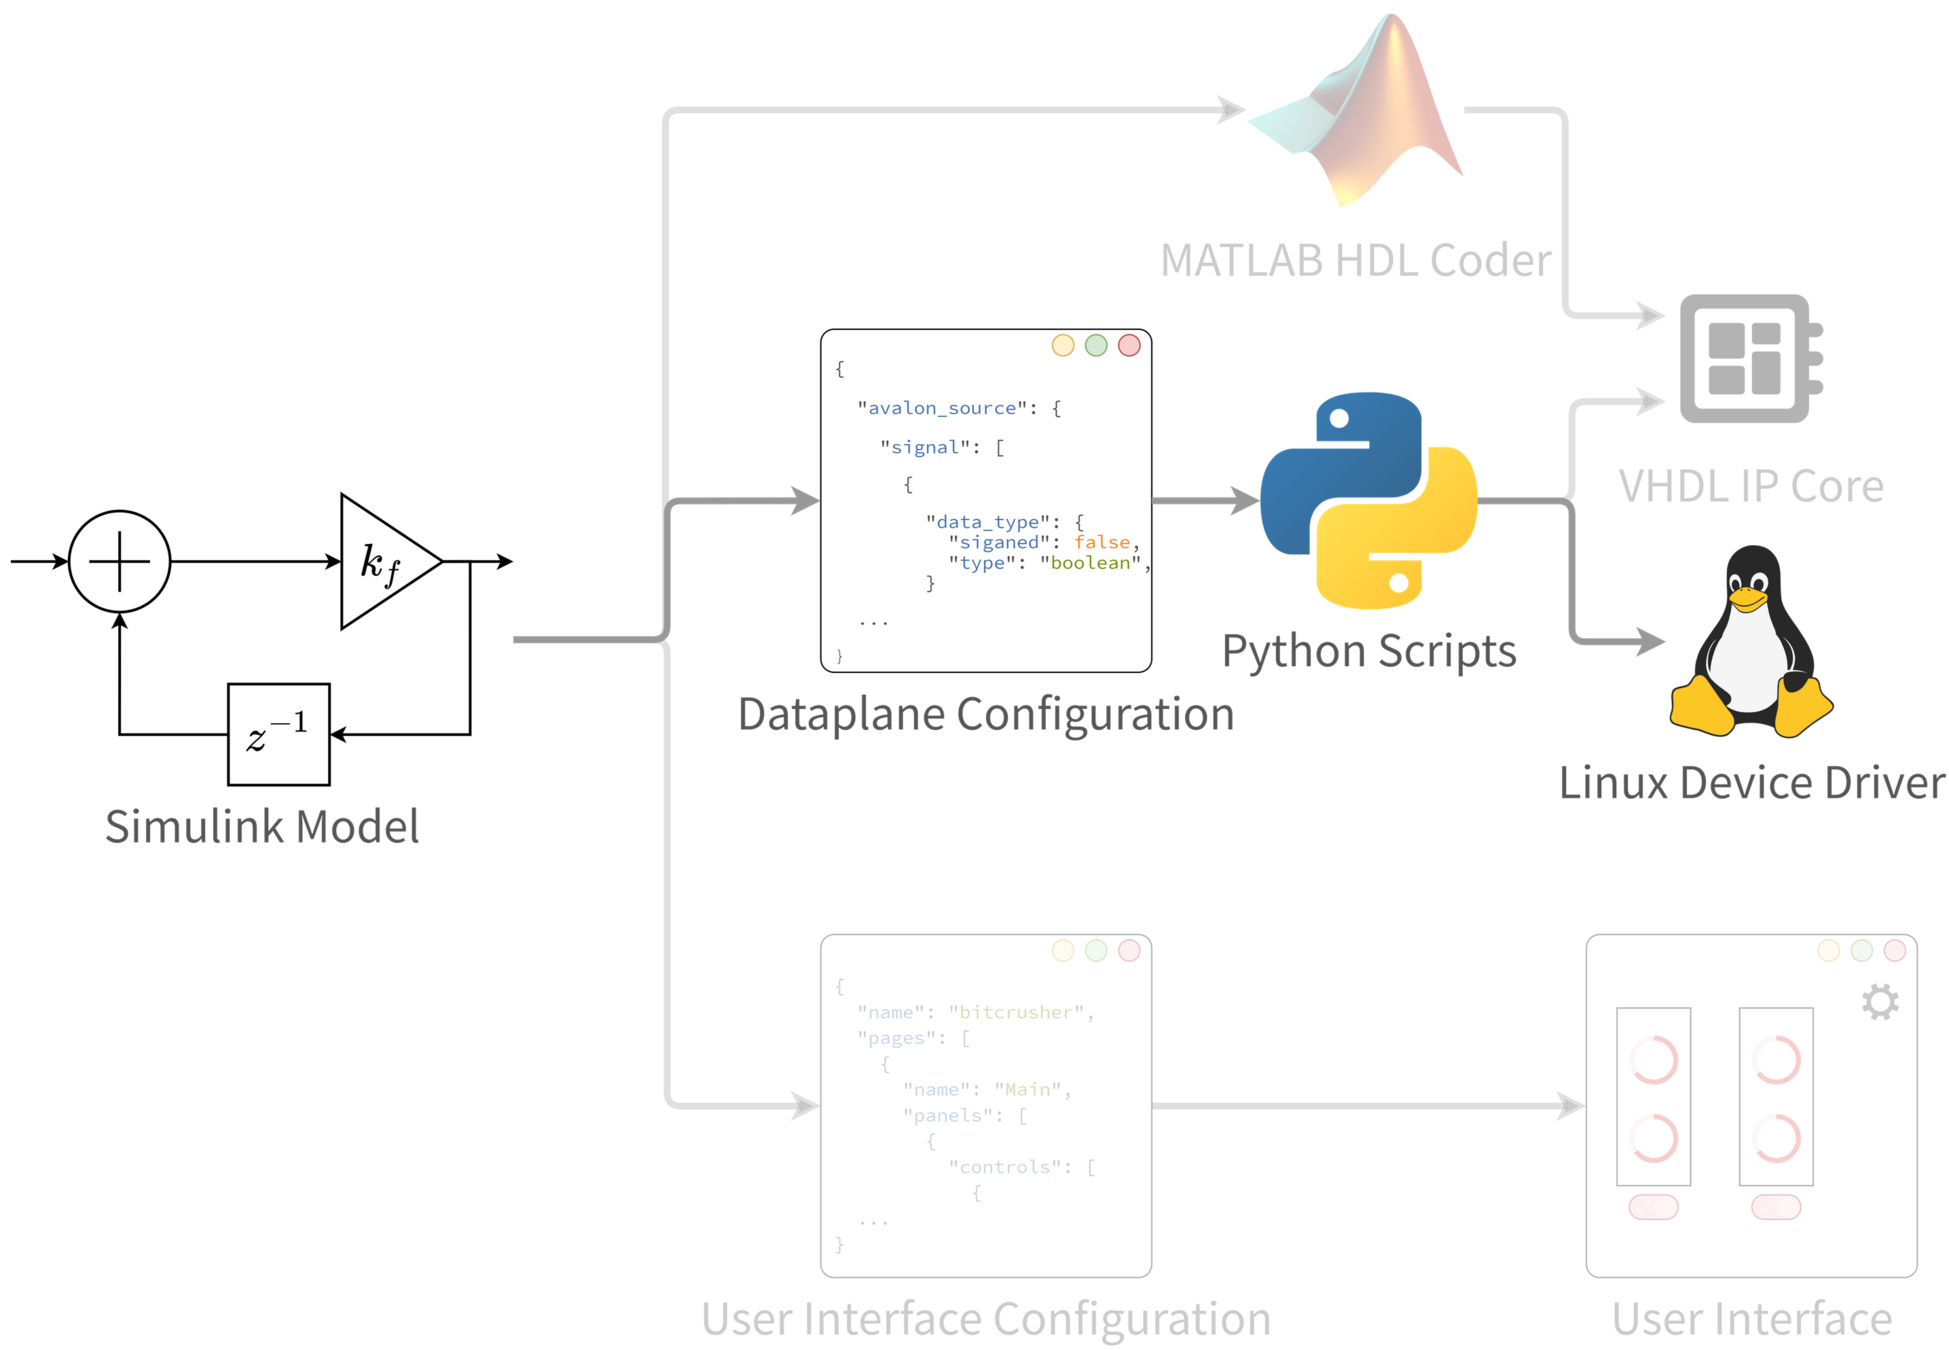 MATLAB HDL Coder
{
"avalon_source": {
"signal": [
{
"data_type": {
"siganed": false,
"type": "boolean",
}
...
}
Dataplane Configuration
Python Scripts
VHDL IP Core
Linux Device Driver
k_f
z^{-1}
Simulink Model
{
"name": "bitcrusher",
"pages": [
{
"name": "Main",
"panels": [
{
"controls": [
{
...
}
User Interface Configuration
User Interface